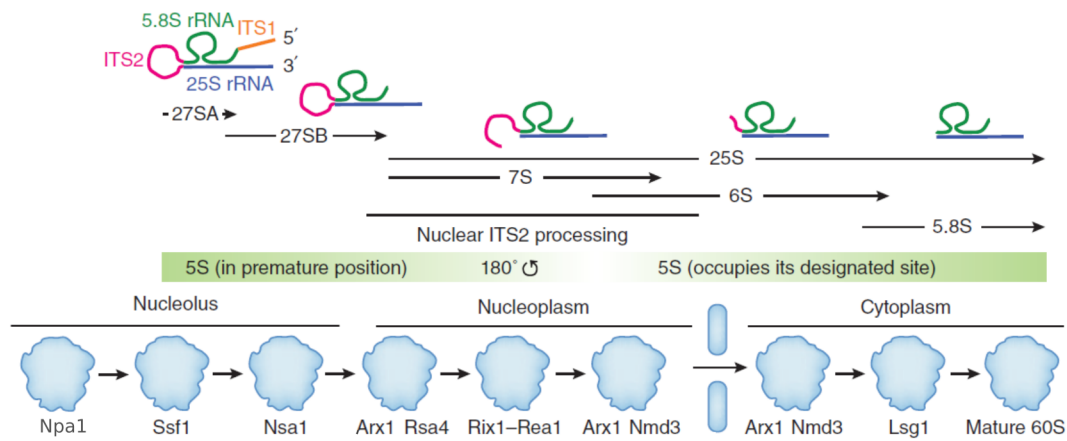 5.8S rRNA
ITS1
5′
ITS2
3′
25S rRNA
27SA
27SB
25S
7S
6S
5.8S
Nuclear ITS2 processing
5S (in premature position)
180°
5S (occupies its designated site)
Nucleolus
Nucleoplasm
Cytoplasm
Npa1
Ssf1
Nsa1
Arx1 Rsa4
Rix1–Rea1
Arx1 Nmd3
Arx1 Nmd3
Lsg1
Mature 60S